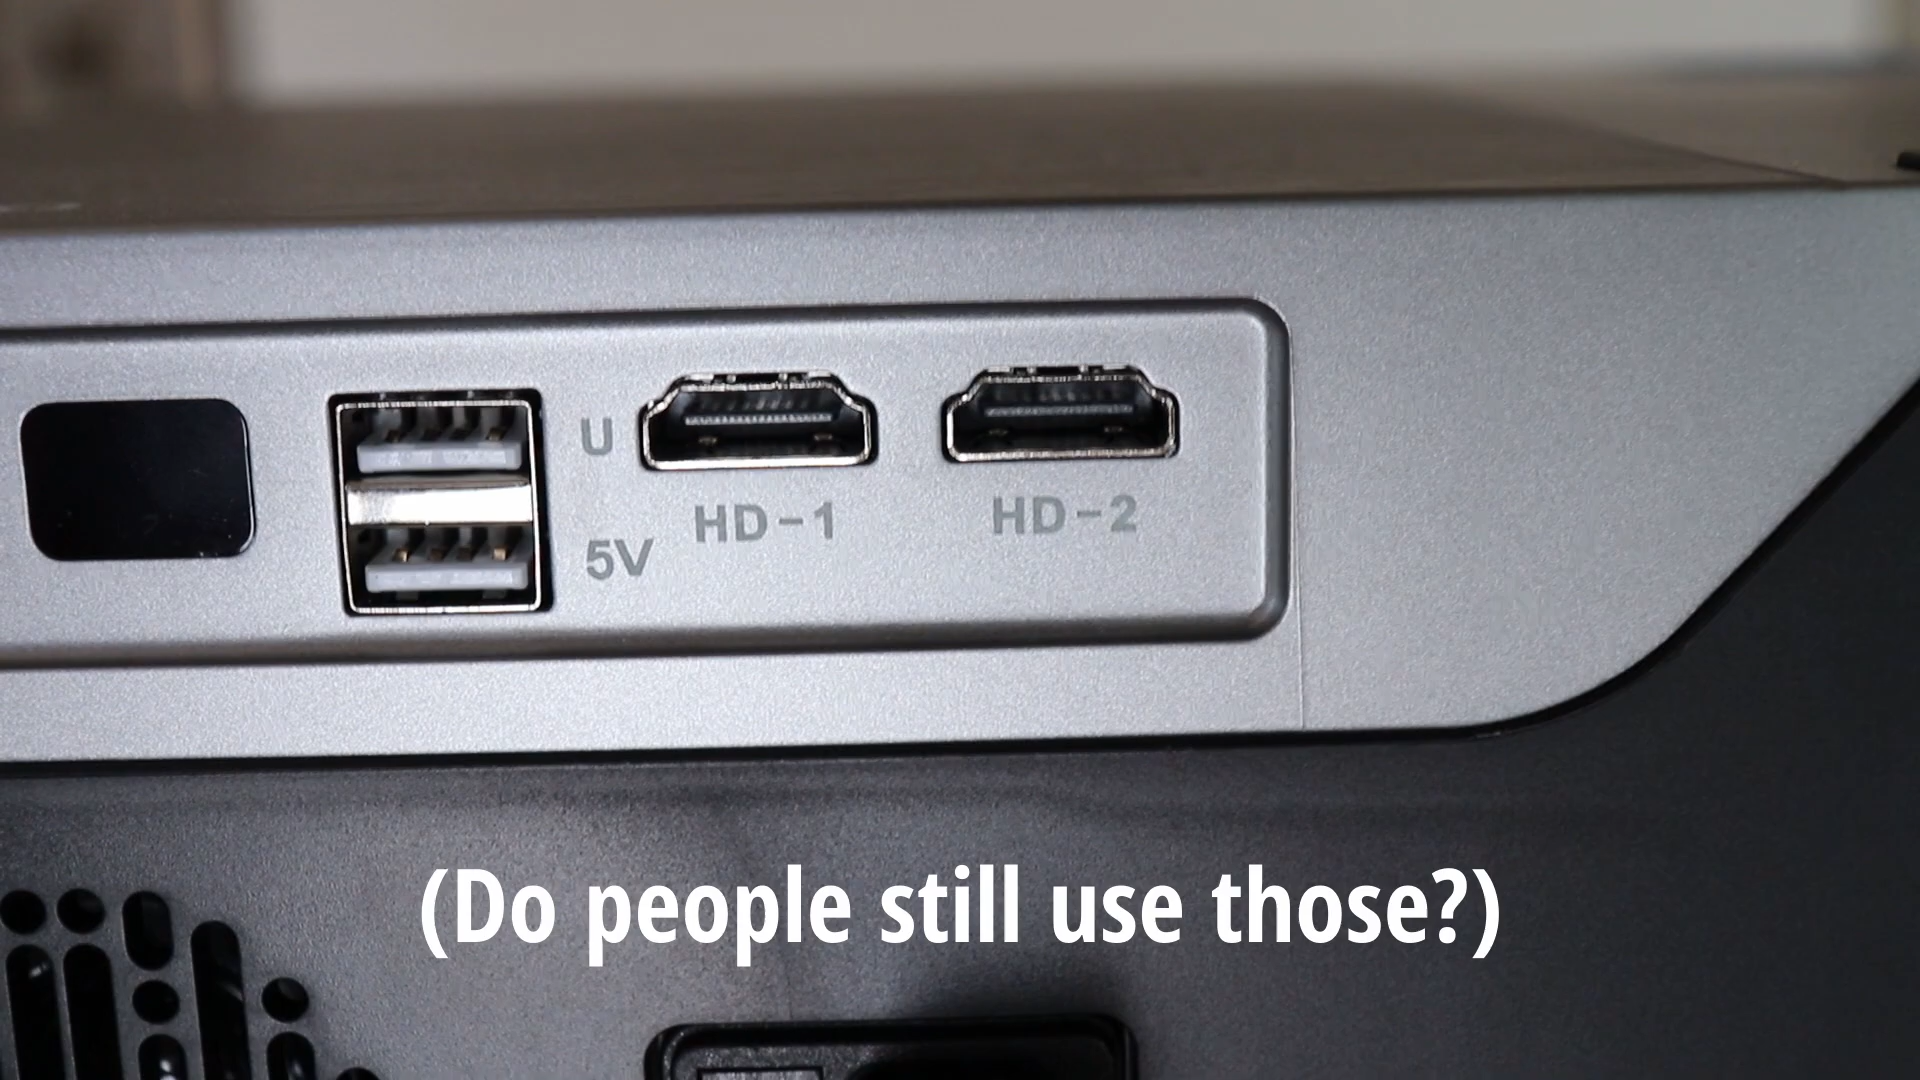 U
5V
HD-1
HD-2
(Do people still use those?)